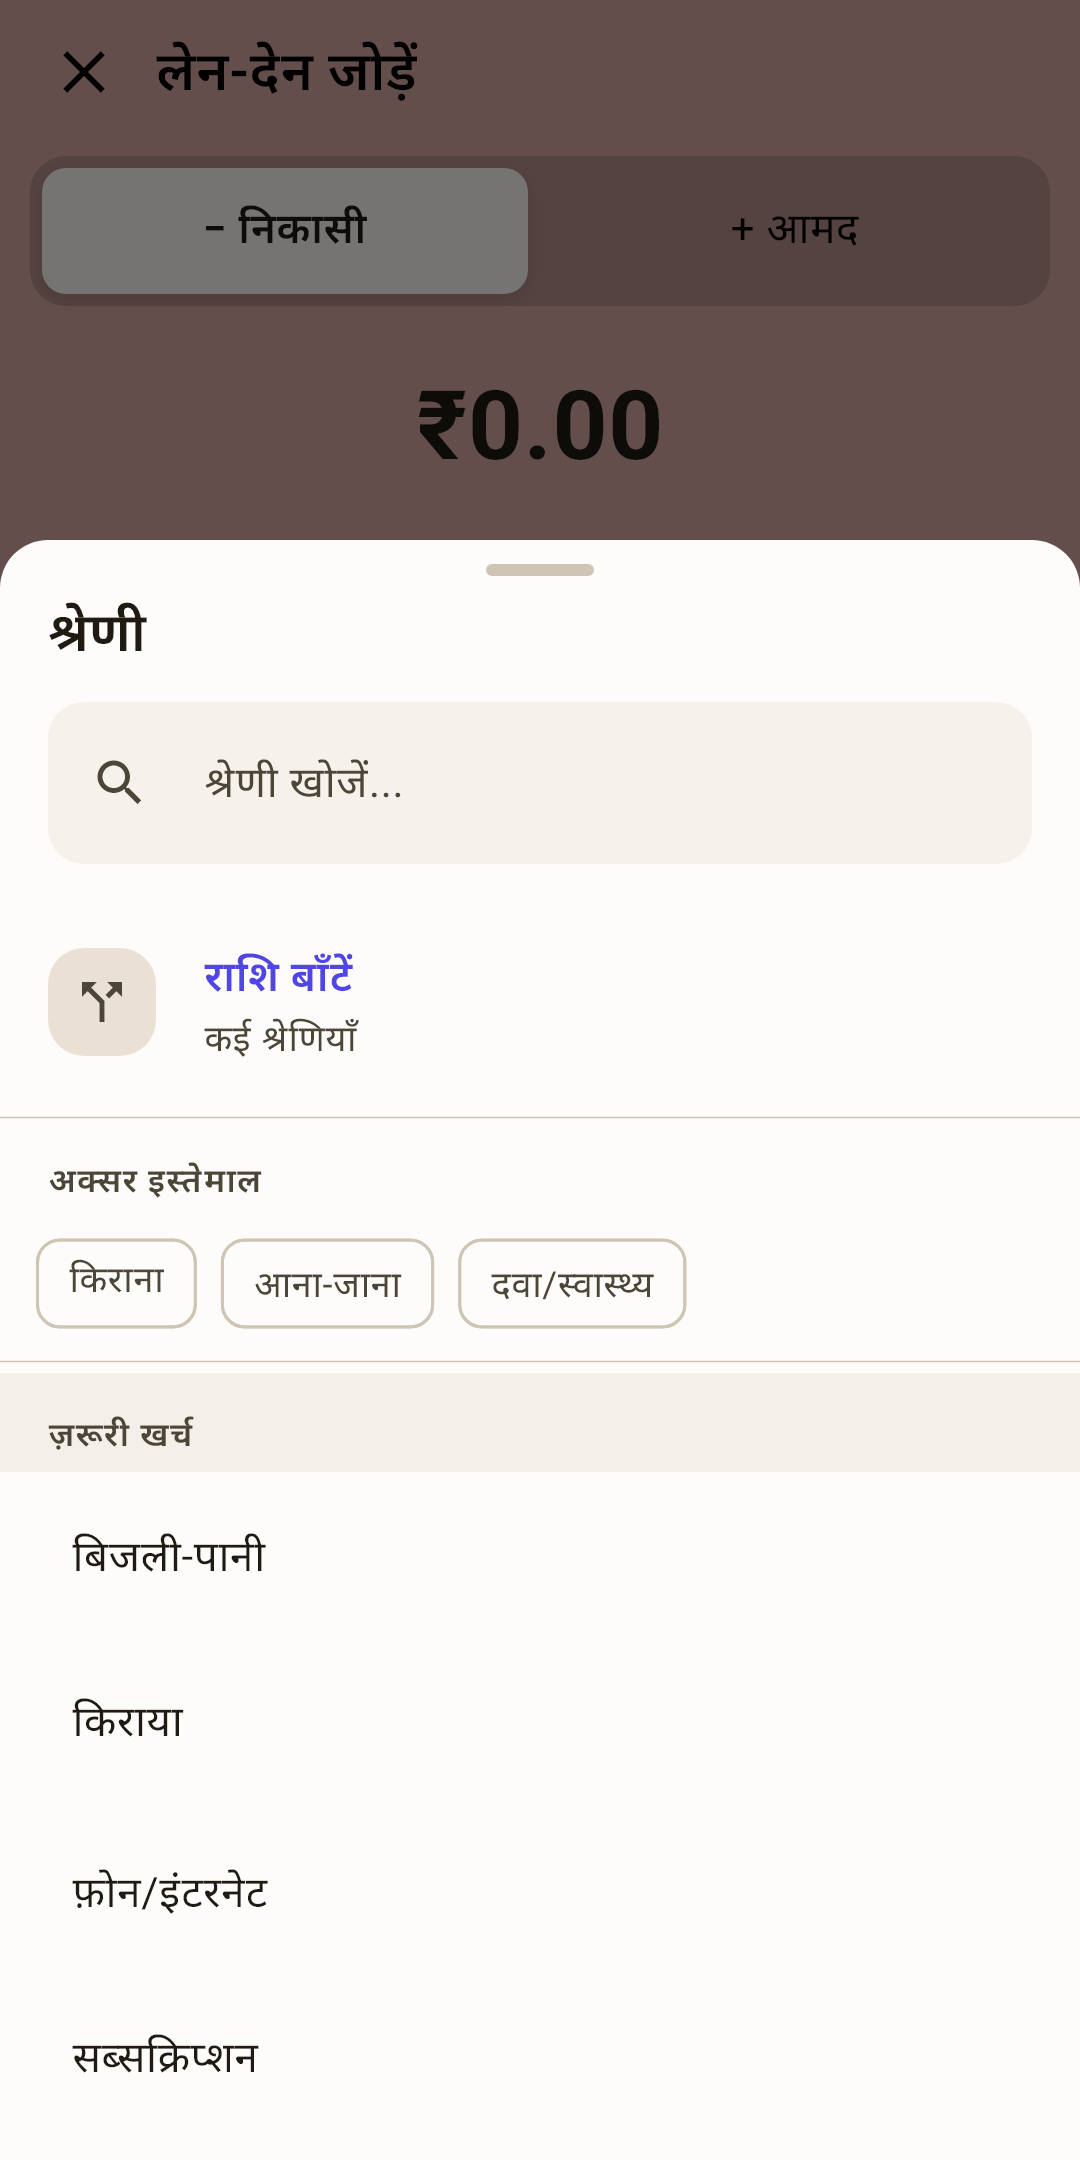 लेन-देन जोड़ें
− निकासी
+ आमद
₹0.00
श्रेणी
श्रेणी खोजें...
राशि बाँटें
कई श्रेणियाँ
अक्सर इस्तेमाल
किराना
आना-जाना
दवा/स्वास्थ्य
ज़रूरी खर्च
बिजली-पानी
किराया
फ़ोन/इंटरनेट
सब्सक्रिप्शन